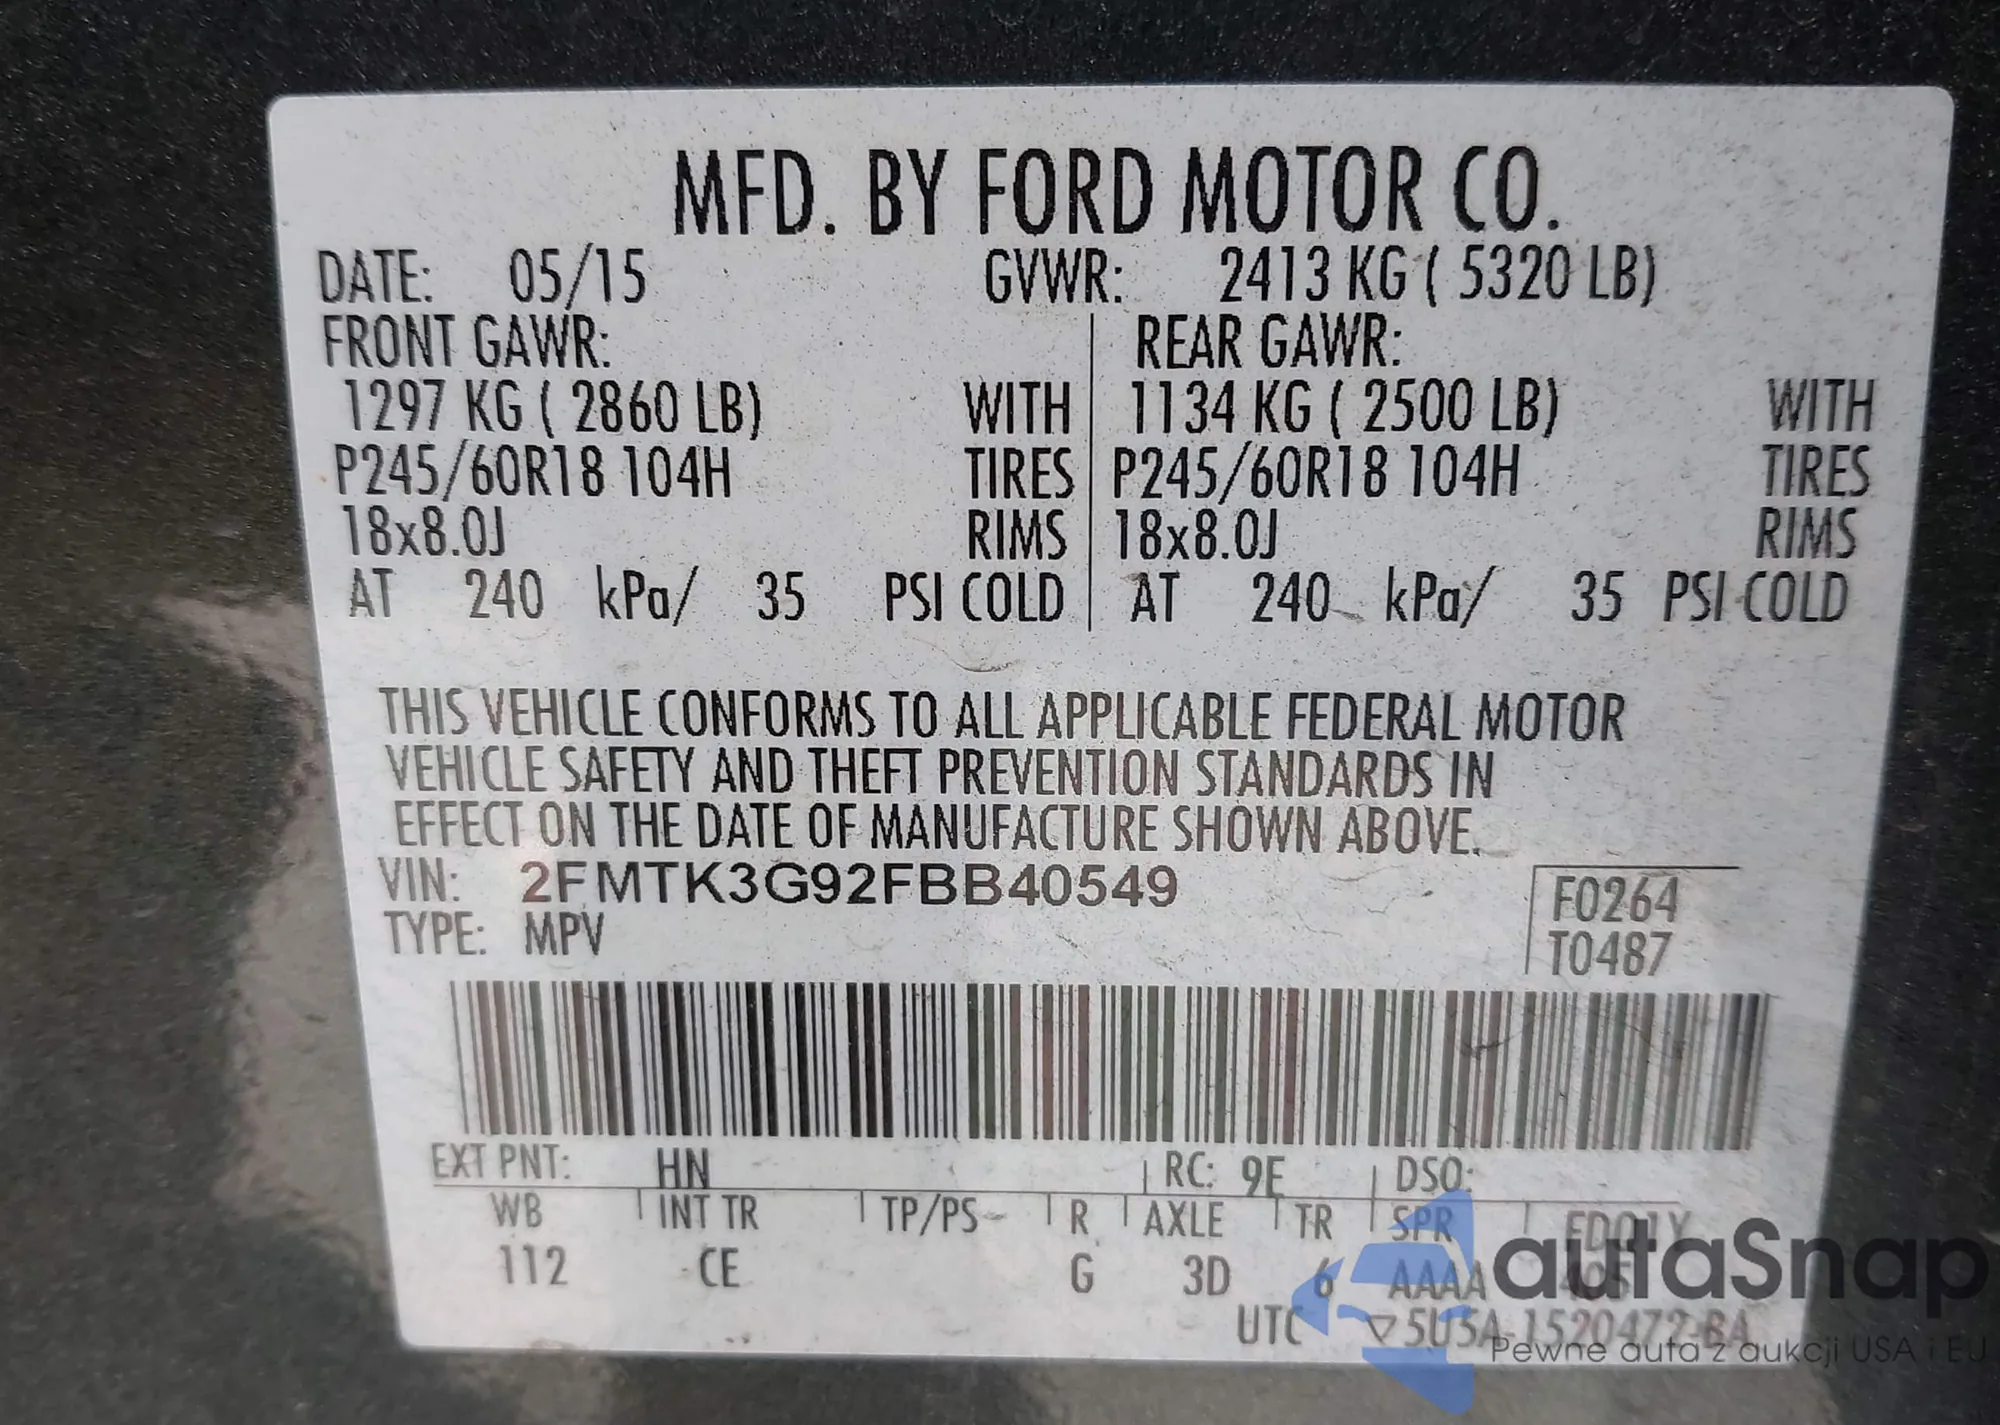 MFD. BY FORD MOTOR CO.
DATE: 05/15 GVWR: 2413 KG ( 5320 LB)
FRONT GAWR: REAR GAWR:
1297 KG ( 2860 LB) WITH 1134 KG ( 2500 LB) WITH
P245/60R18 104H TIRES P245/60R18 104H TIRES
18x8.0J RIMS 18x8.0J RIMS
AT 240 kPa/ 35 PSI COLD AT 240 kPa/ 35 PSI COLD
THIS VEHICLE CONFORMS TO ALL APPLICABLE FEDERAL MOTOR
VEHICLE SAFETY AND THEFT PREVENTION STANDARDS IN
EFFECT ON THE DATE OF MANUFACTURE SHOWN ABOVE.
VIN: 2FMTK3G92FBB40549
TYPE: MPV
F0264
T0487
EXT PNT: HN RC: 9E DSO:
WB INT TR TP/PS R AXLE TR SPR
112 CE G 3D 6 AAAA
UTC ▽5U5A-1520472-BA
autaSnap
Pewne auta z aukcji USA i EU